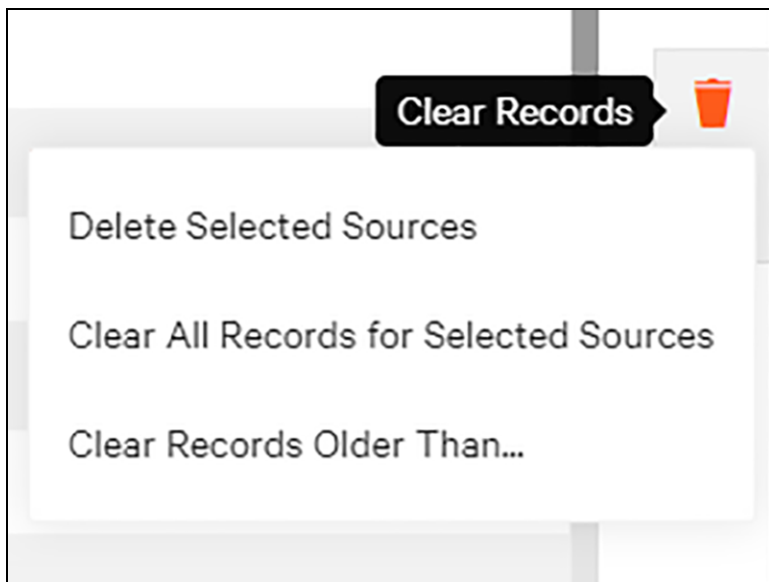 Clear Records
Delete Selected Sources
Clear All Records for Selected Sources
Clear Records Older Than...